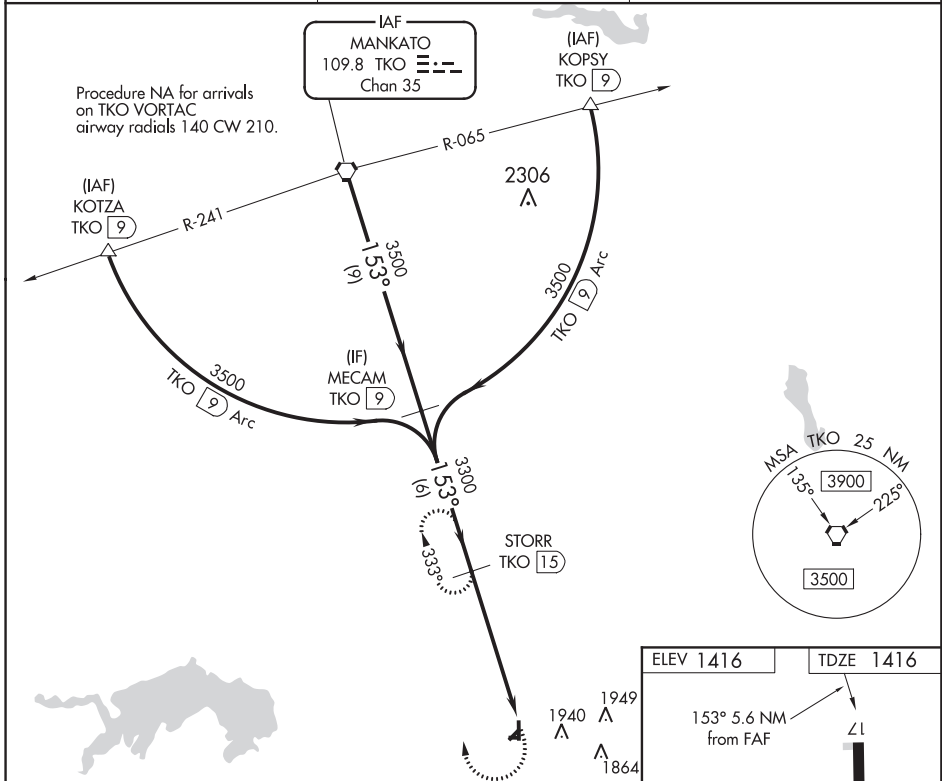 IAF
MANKATO
109.8 TKO
Chan 35
(IAF)
KOPSY
TKO 9
Procedure NA for arrivals
on TKO VORTAC
airway radials 140 CW 210.
R-065
2306
(IAF)
KOTZA
TKO 9
R-241
3500
153°
(9)
3500
TKO 9 Arc
(IF)
MECAM
TKO 9
3500
TKO 9 Arc
3300
153°
(6)
333°
STORR
TKO 15
MSA TKO 25 NM
135°
3900
225°
3500
ELEV 1416
TDZE 1416
153° 5.6 NM
from FAF
17
1940
1949
1864